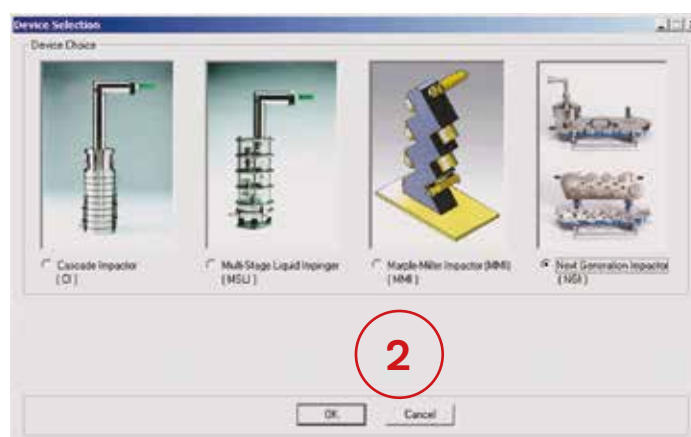 Device Selection
Device Choice
Cascade Impactor
( CI )
Multi-Stage Liquid Impinger
( MSLI )
Marple-Miller Impactor (MMI)
( MMI )
Next Generation Impactor
( NGI )
2
OK
Cancel